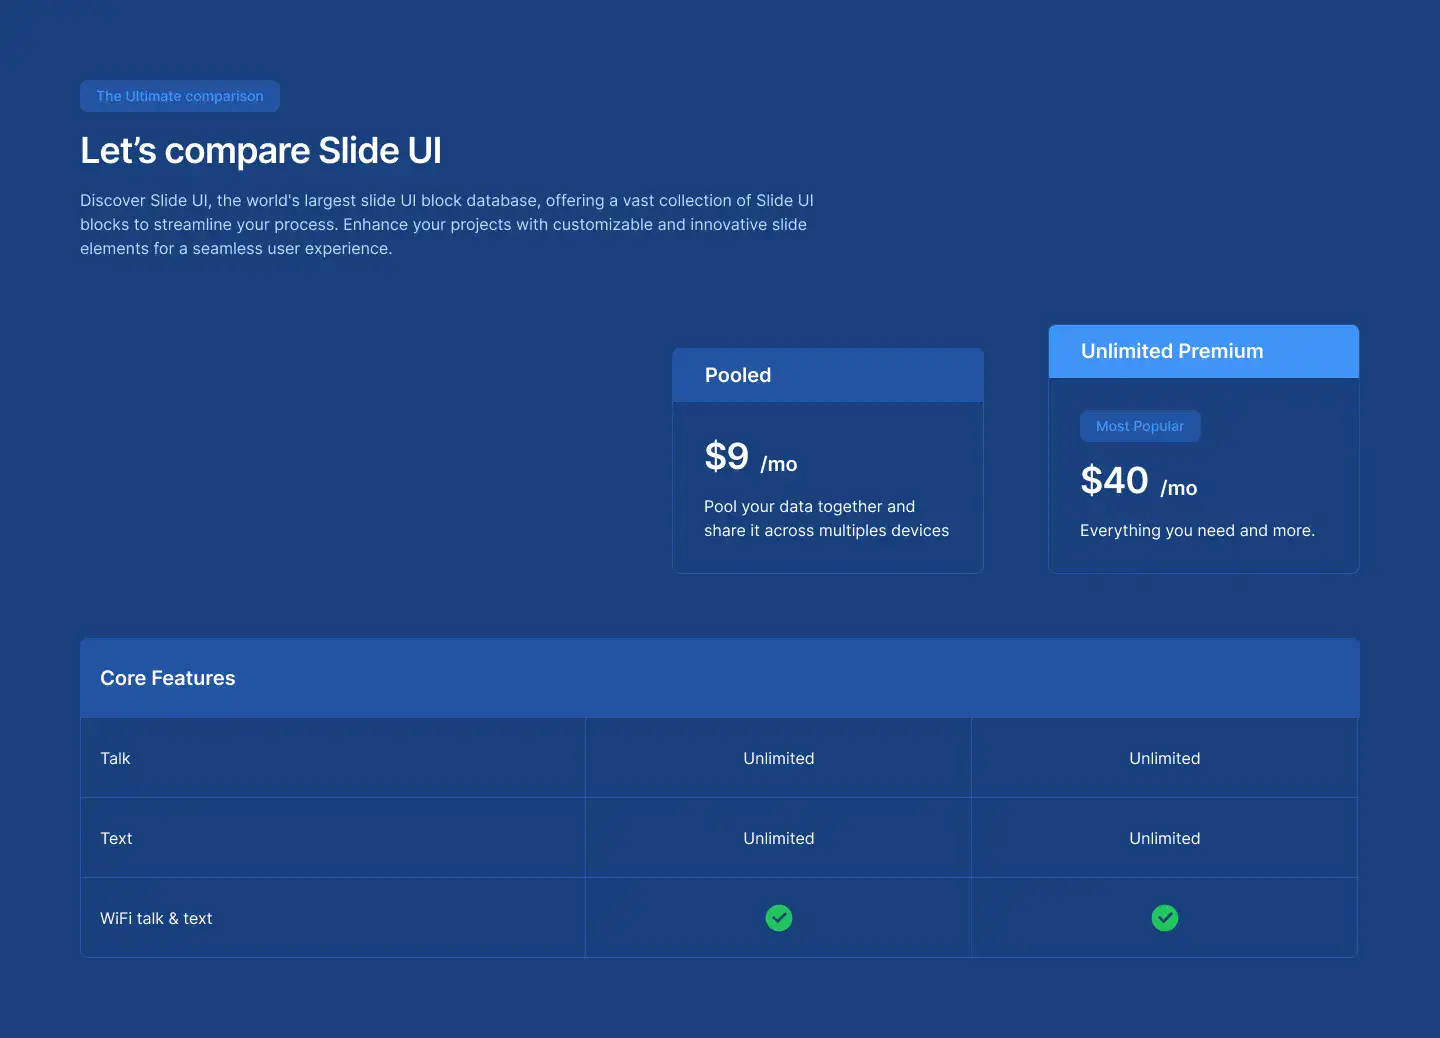 The Ultimate comparison
Let’s compare Slide UI
Discover Slide UI, the world's largest slide UI block database, offering a vast collection of Slide UI
blocks to streamline your process. Enhance your projects with customizable and innovative slide
elements for a seamless user experience.
Pooled
$9 /mo
Pool your data together and
share it across multiples devices
Unlimited Premium
Most Popular
$40 /mo
Everything you need and more.
Core Features
Talk
Unlimited
Unlimited
Text
Unlimited
Unlimited
WiFi talk & text